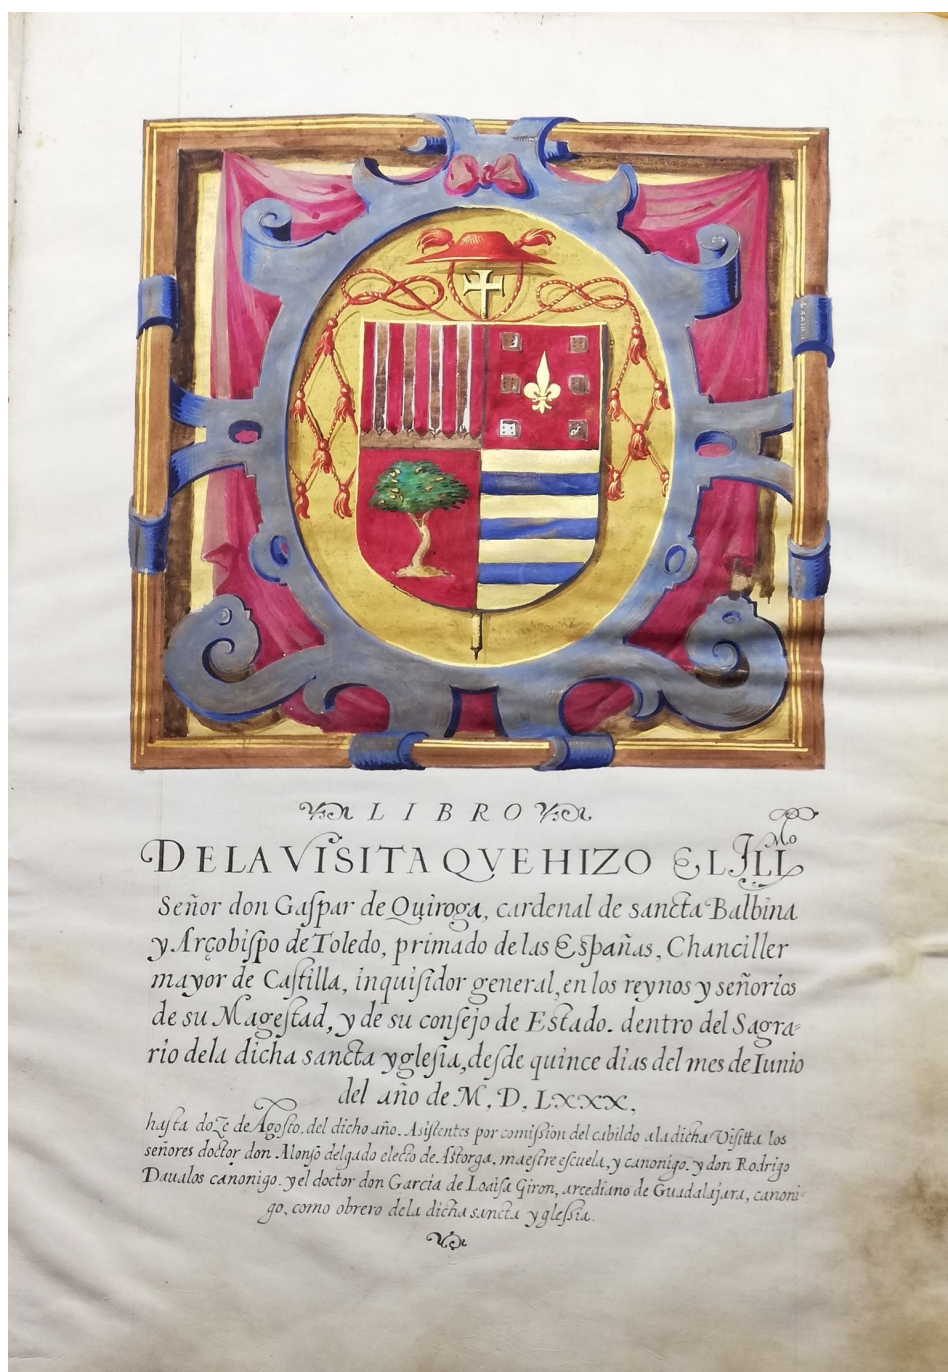 LIBRO
DE LA VISITA QVE HIZO EL ILLMo
Señor don Gaſpar de Quiroga, cardenal de sancta Balbina
y Arçobiſpo de Toledo, primado de las Eſpañas, Chanciller
mayor de Caſtilla, inquiſidor general, en los reynos y señorios
de su Mageſtad, y de su conſejo de Estado. dentro del Sagra=
rio dela dicha sancta ygleſia, deſde quince dias del mes de Iunio
del año de M. D. LXXX.
haſta doze de Agoſto, del dicho año. Asiſtentes por comiſsion del cabildo ala dicha Viſitta los
señores doctor don Alonſo delgado electo de Aſtorga. maeſtre eſcuela, y canonigo. y don Rodrigo
Daualos canonigo. y el doctor don Garcia de Loaiſa Giron, arcediano de Guadalajara, canoni-
go, como obrero dela dicha sancta ygleſsia.